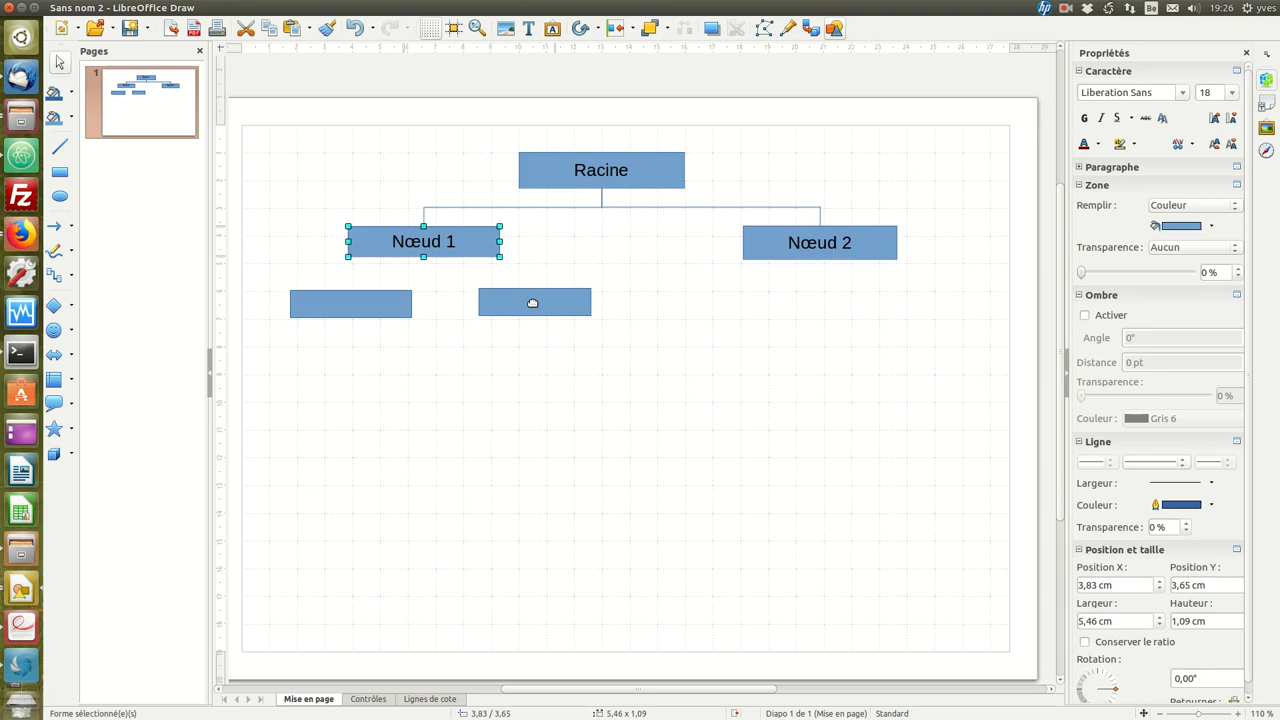 Sans nom 2 - LibreOffice Draw
Be
19:26
yves
Pages
1
Racine
Nœud 1
Nœud 2
Propriétés
Caractère
Liberation Sans
18
G
I
S
Paragraphe
Zone
Remplir :
Couleur
Transparence :
Aucun
0 %
Ombre
Activer
Angle
0°
Distance
0 pt
Transparence :
0 %
Couleur :
Gris 6
Ligne
Largeur :
Couleur :
Transparence :
0 %
Position et taille
Position X :
Position Y :
3,83 cm
3,65 cm
Largeur :
Hauteur :
5,46 cm
1,09 cm
Conserver le ratio
Rotation :
0,00°
Retourner :
Mise en page
Contrôles
Lignes de cote
Forme sélectionné(e)(s)
3,83 / 3,65
5,46 x 1,09
Diapo 1 de 1 (Mise en page)
Standard
110 %